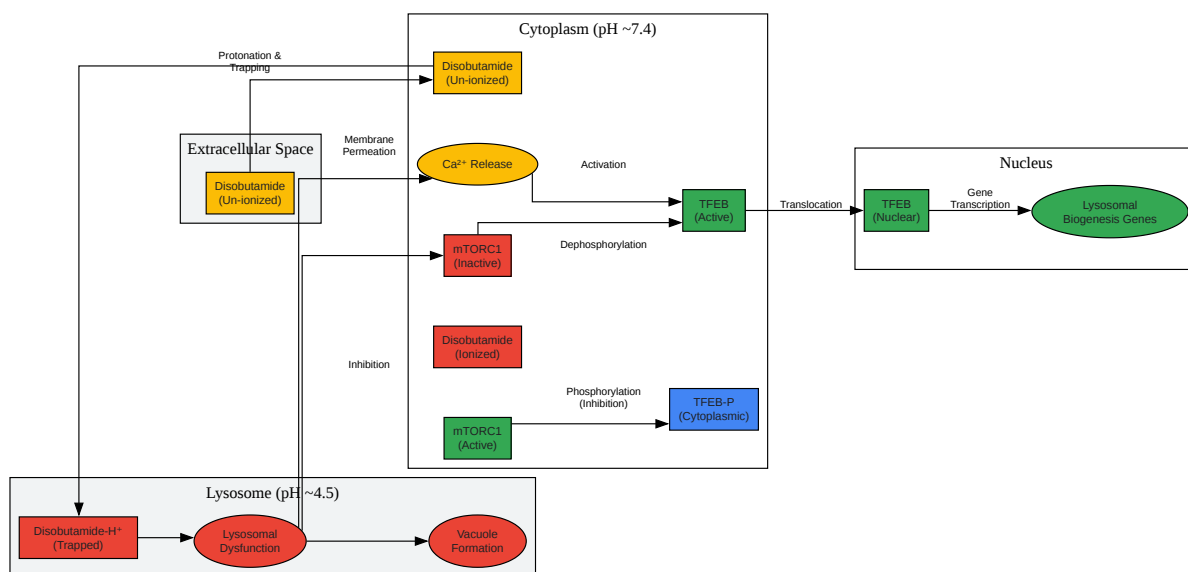 Cytoplasm (pH ~7.4)
Protonation &
Trapping
Disobutamide
(Un-ionized)
Extracellular Space
Disobutamide
(Un-ionized)
Membrane
Permeation
Ca²⁺ Release
Activation
mTORC1
(Inactive)
Dephosphorylation
TFEB
(Active)
Translocation
Nucleus
TFEB
(Nuclear)
Gene
Transcription
Lysosomal
Biogenesis Genes
Disobutamide
(Ionized)
Inhibition
mTORC1
(Active)
Phosphorylation
(Inhibition)
TFEB-P
(Cytoplasmic)
Lysosome (pH ~4.5)
Disobutamide-H⁺
(Trapped)
Lysosomal
Dysfunction
Vacuole
Formation